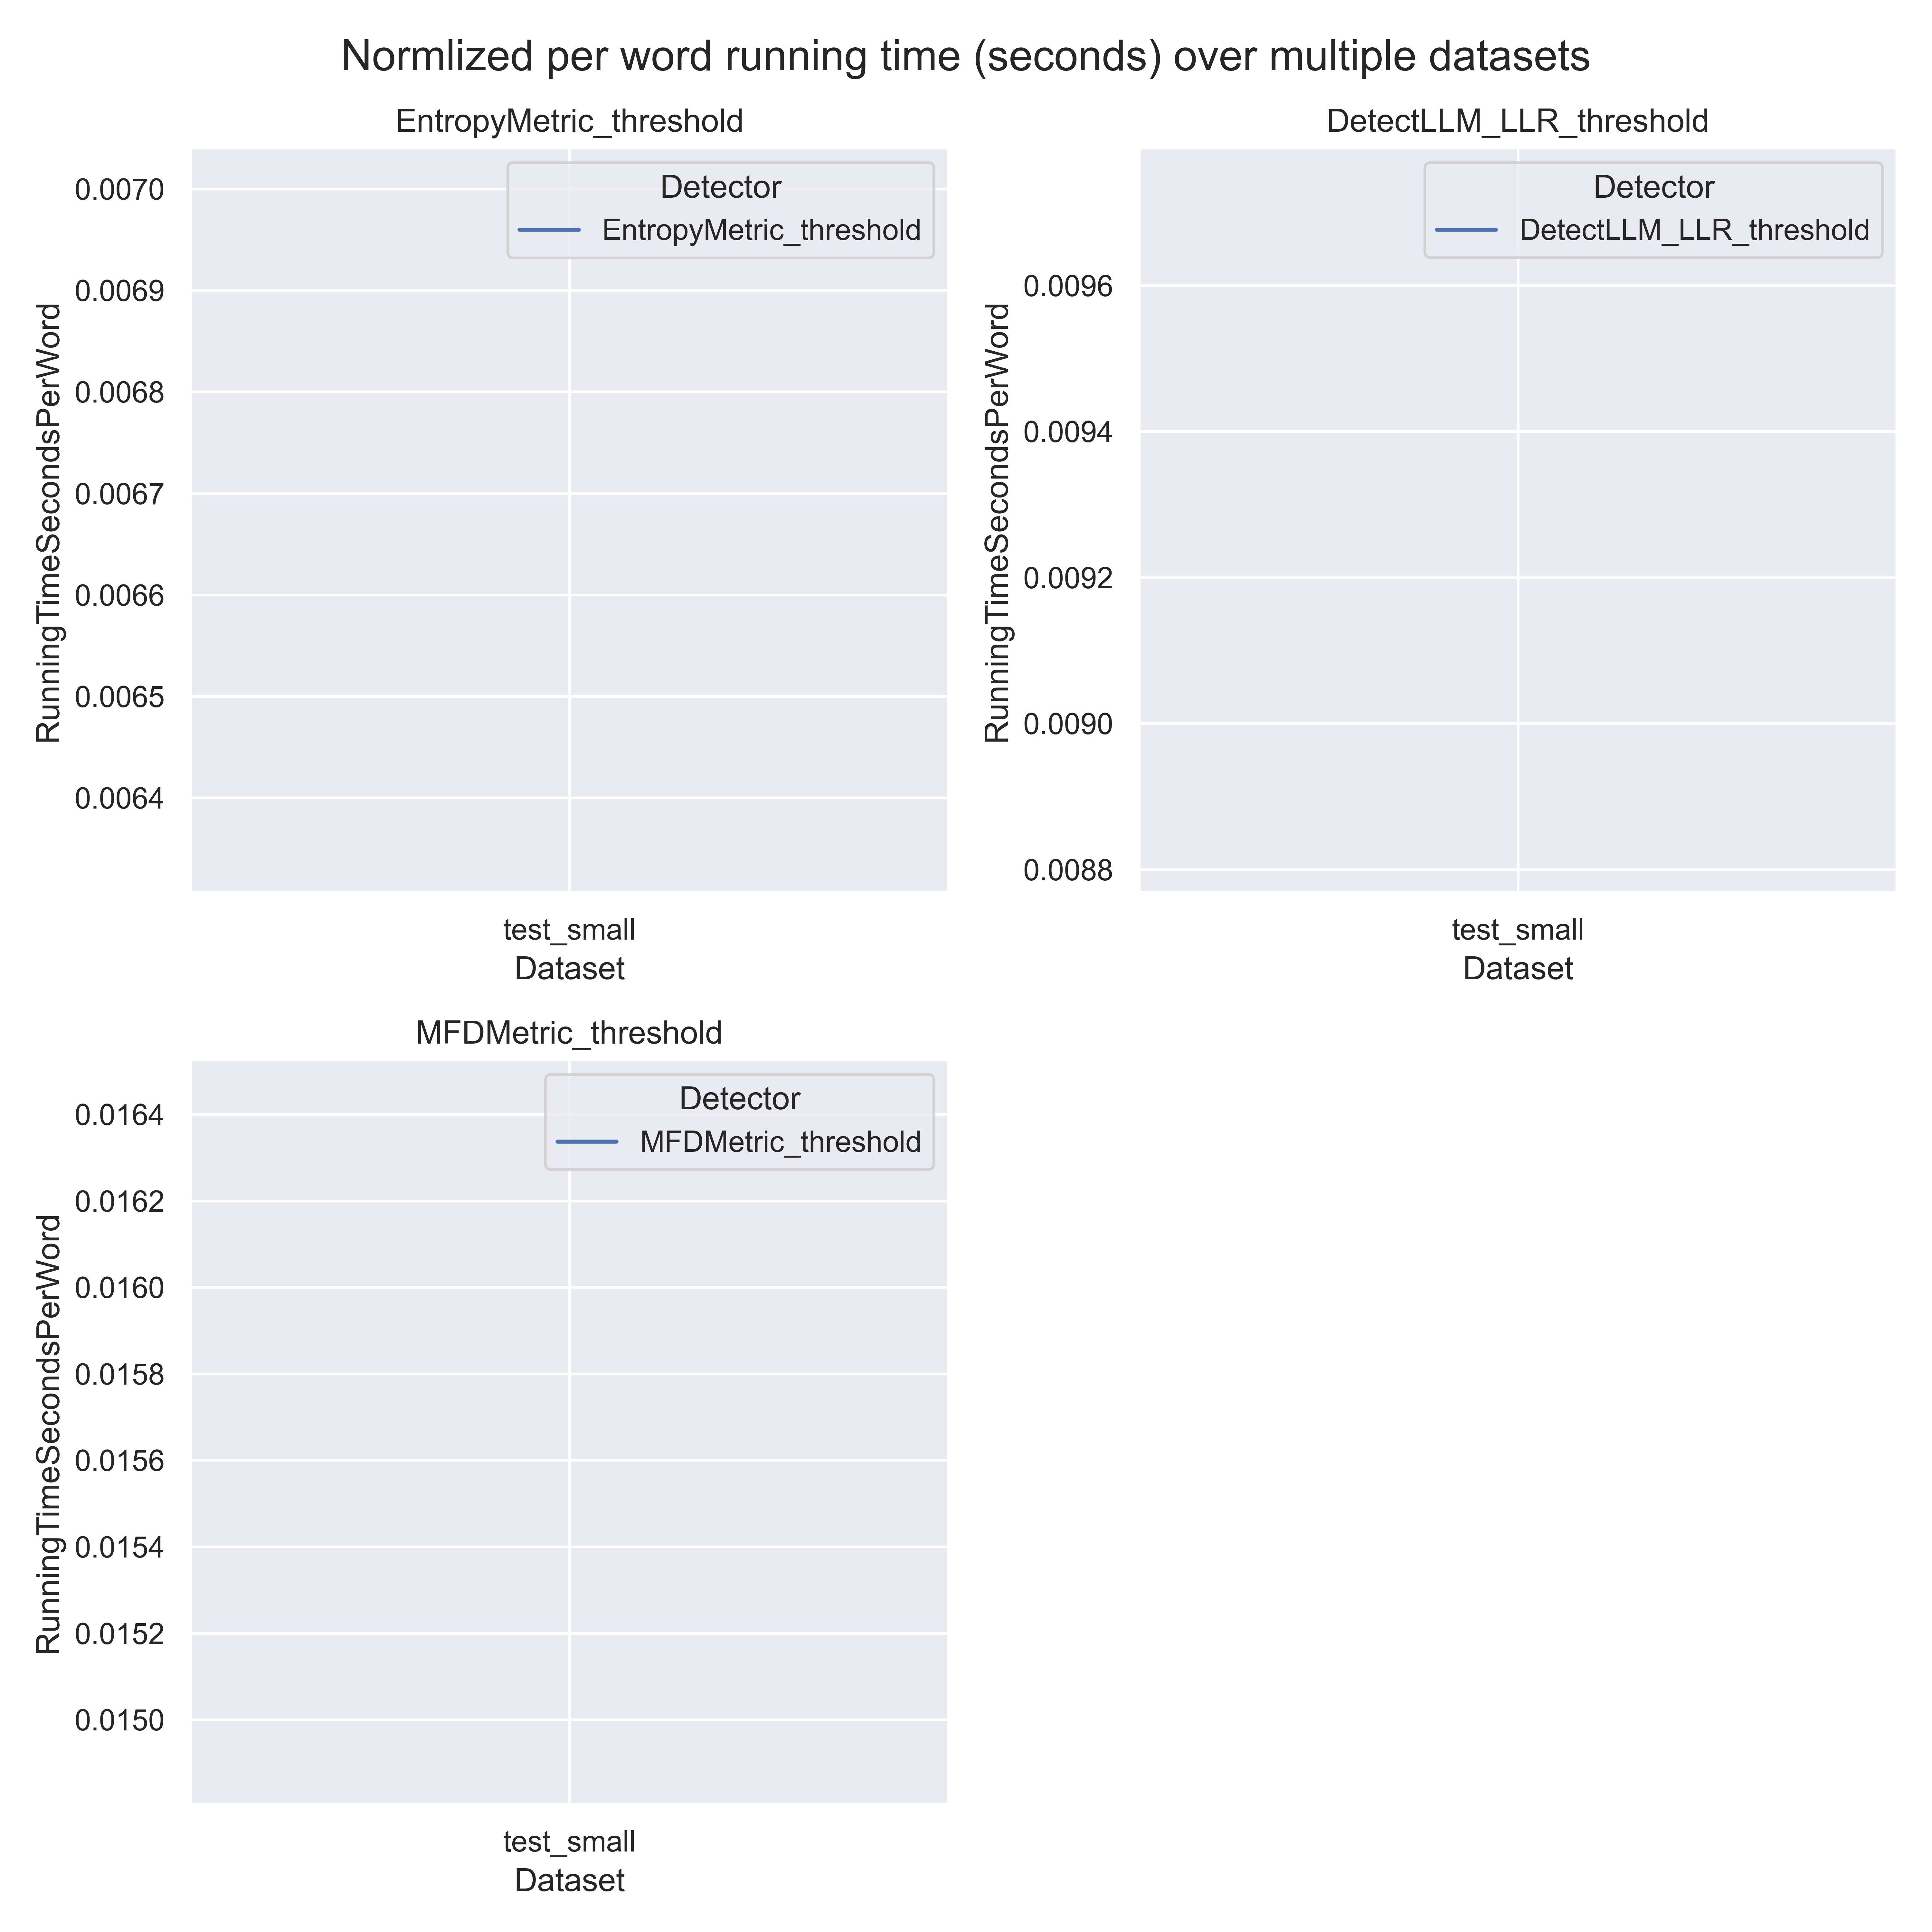 Normlized per word running time (seconds) over multiple datasets
EntropyMetric_threshold
Detector
EntropyMetric_threshold
RunningTimeSecondsPerWord
0.0070
0.0069
0.0068
0.0067
0.0066
0.0065
0.0064
test_small
Dataset
DetectLLM_LLR_threshold
Detector
DetectLLM_LLR_threshold
RunningTimeSecondsPerWord
0.0096
0.0094
0.0092
0.0090
0.0088
test_small
Dataset
MFDMetric_threshold
Detector
MFDMetric_threshold
RunningTimeSecondsPerWord
0.0164
0.0162
0.0160
0.0158
0.0156
0.0154
0.0152
0.0150
test_small
Dataset